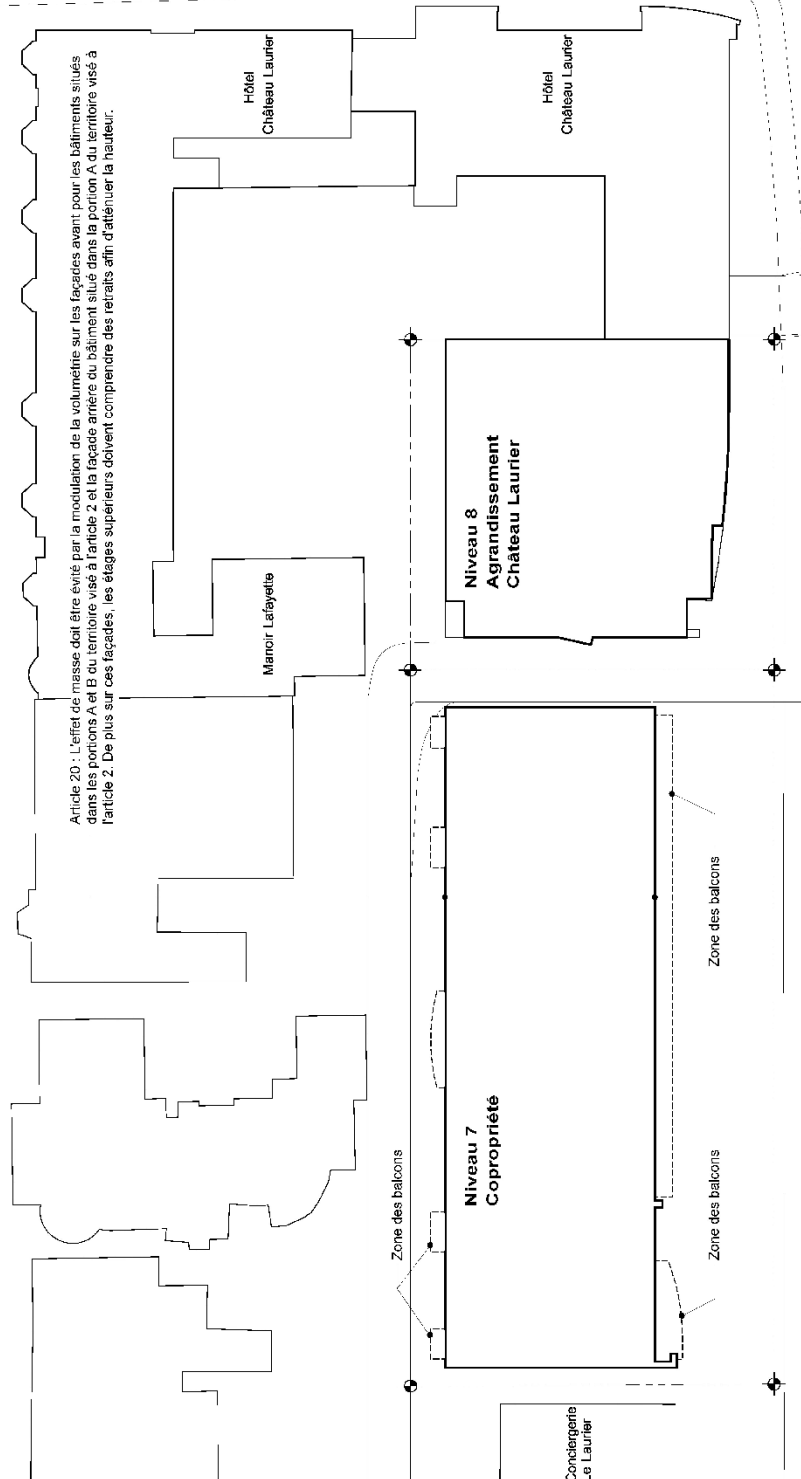 Article 20 : L'effet de masse doit être évité par la modulation de la volumétrie sur les façades avant pour les bâtiments situés
dans les portions A et B du territoire visé à l'article 2 et la façade arrière du bâtiment situé dans la portion A du territoire visé à
l'article 2. De plus sur ces façades, les étages supérieurs doivent comprendre des retraits afin d'atténuer la hauteur.
Hôtel
Château Laurier
Hôtel
Château Laurier
Manoir Lafayette
Niveau 8
Agrandissement
Château Laurier
Zone des balcons
Niveau 7
Copropriété
Zone des balcons
Zone des balcons
Conciergerie
Le Laurier